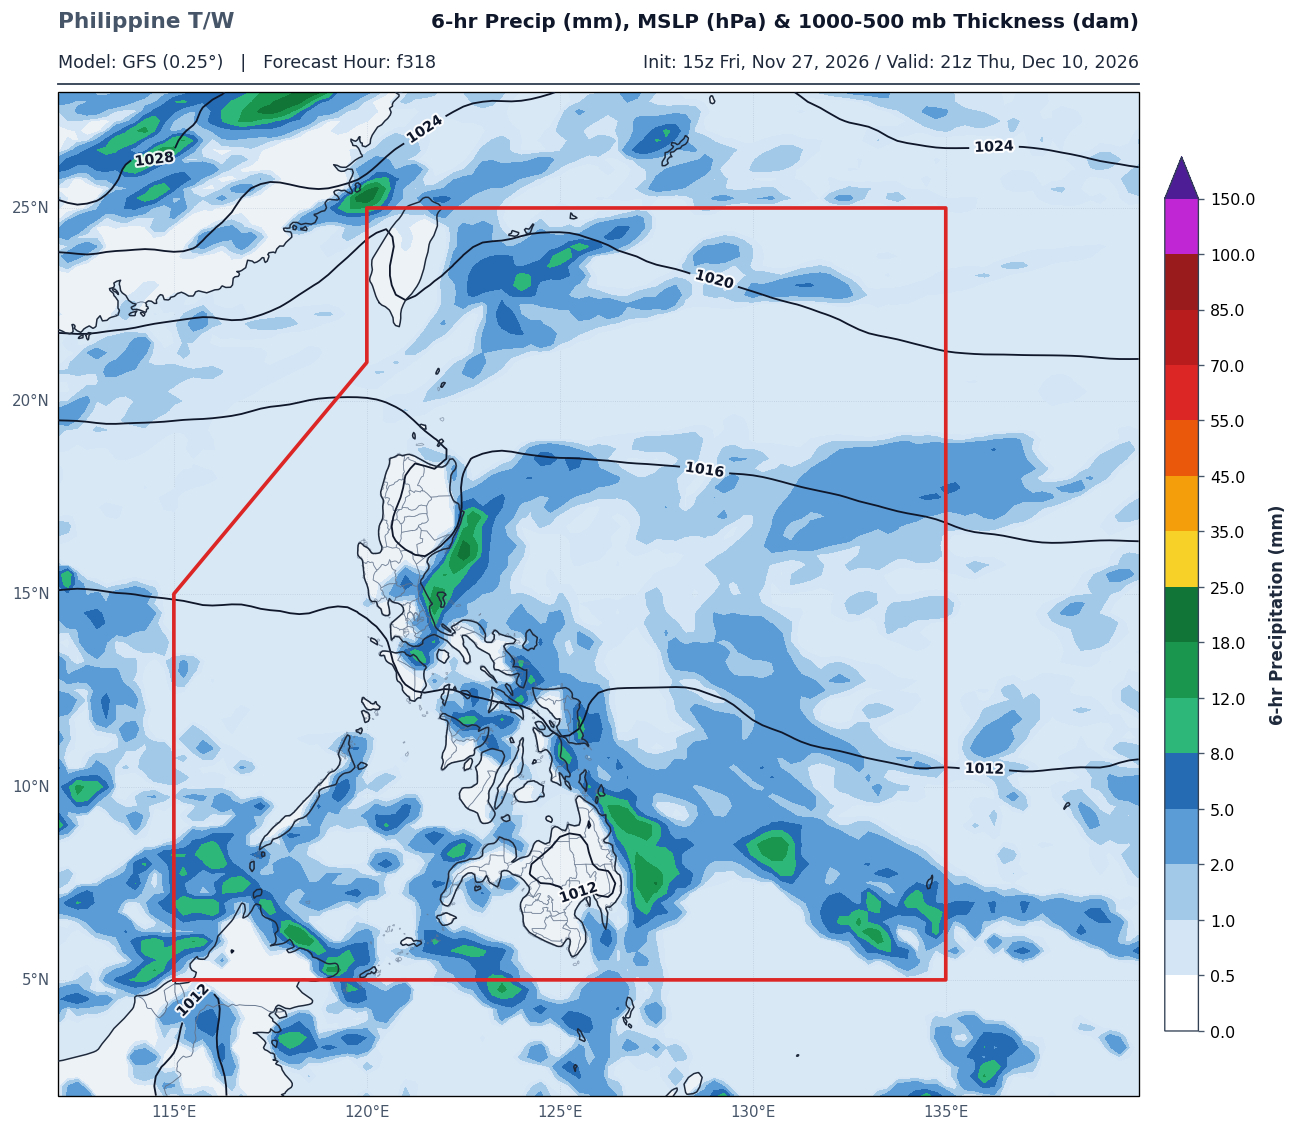 Philippine T/W
6-hr Precip (mm), MSLP (hPa) & 1000-500 mb Thickness (dam)
Model: GFS (0.25°)   |   Forecast Hour: f318
Init: 15z Fri, Nov 27, 2026 / Valid: 21z Thu, Dec 10, 2026
1028
1024
1024
1020
1016
1012
1012
1012
25°N
20°N
15°N
10°N
5°N
115°E
120°E
125°E
130°E
135°E
150.0
100.0
85.0
70.0
55.0
45.0
35.0
25.0
18.0
12.0
8.0
5.0
2.0
1.0
0.5
0.0
6-hr Precipitation (mm)